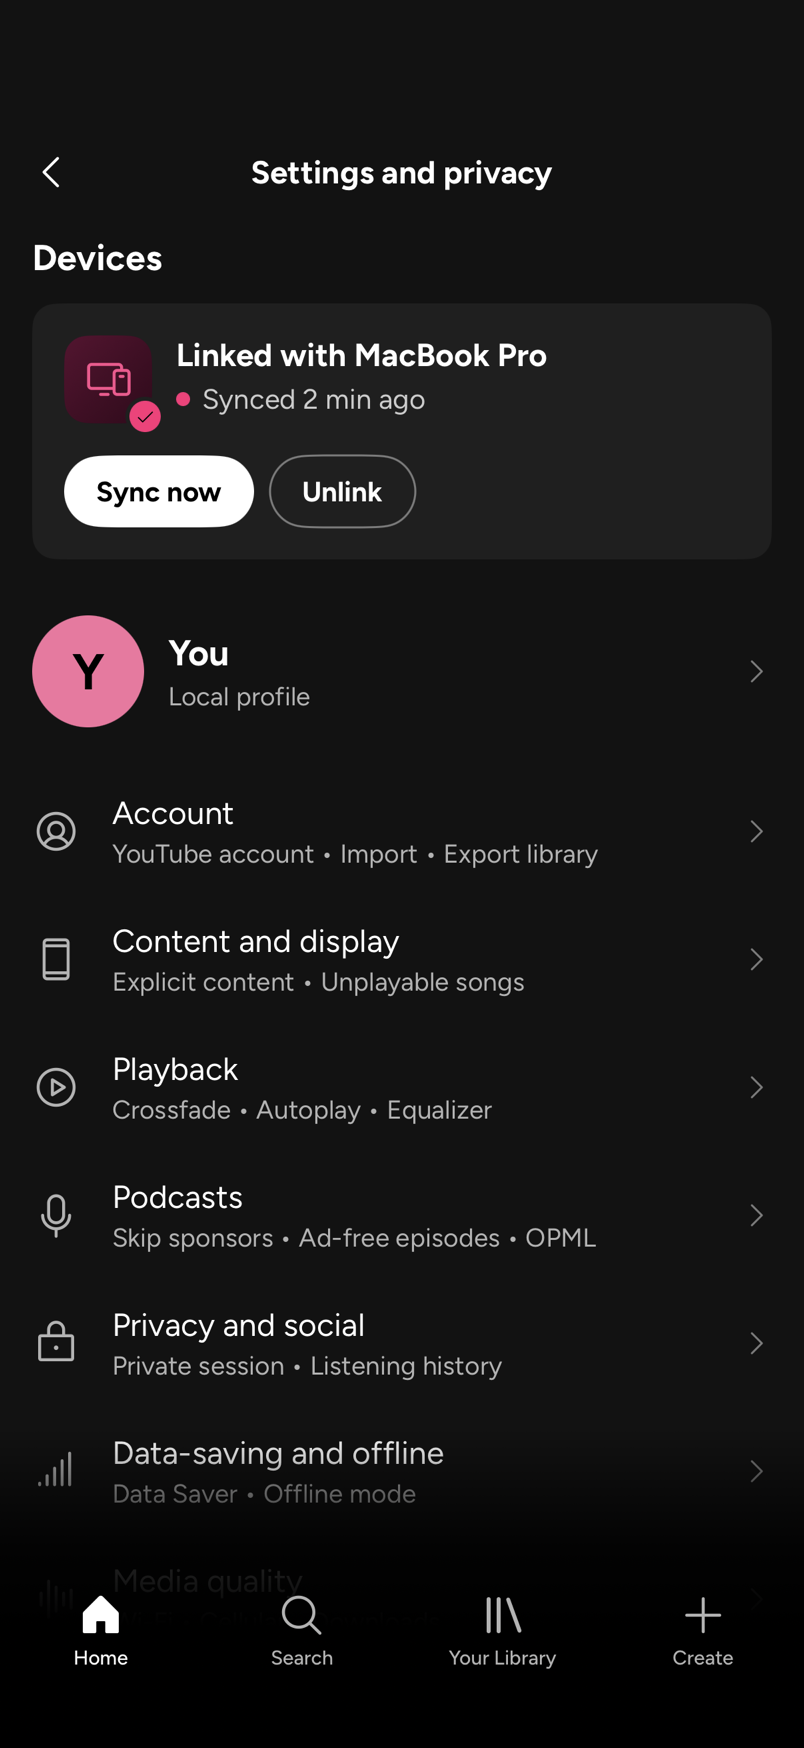 Settings and privacy
Devices
Linked with MacBook Pro
Synced 2 min ago
Sync now
Unlink
Y
You
Local profile
Account
YouTube account • Import • Export library
Content and display
Explicit content • Unplayable songs
Playback
Crossfade • Autoplay • Equalizer
Podcasts
Skip sponsors • Ad-free episodes • OPML
Privacy and social
Private session • Listening history
Data-saving and offline
Data Saver • Offline mode
Media quality
Home
Search
Your Library
Create